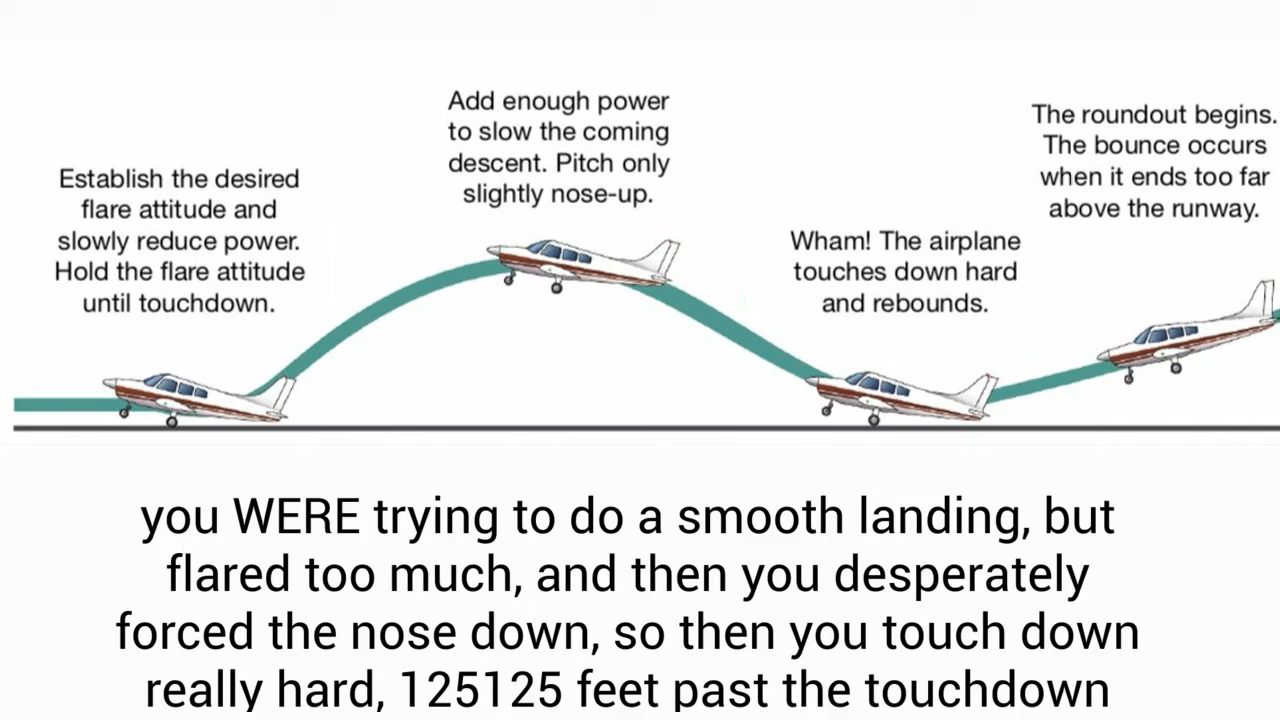 Establish the desired
flare attitude and
slowly reduce power.
Hold the flare attitude
until touchdown.
Add enough power
to slow the coming
descent. Pitch only
slightly nose-up.
Wham! The airplane
touches down hard
and rebounds.
The roundout begins.
The bounce occurs
when it ends too far
above the runway.
you WERE trying to do a smooth landing, but
flared too much, and then you desperately
forced the nose down, so then you touch down
really hard, 125125 feet past the touchdown